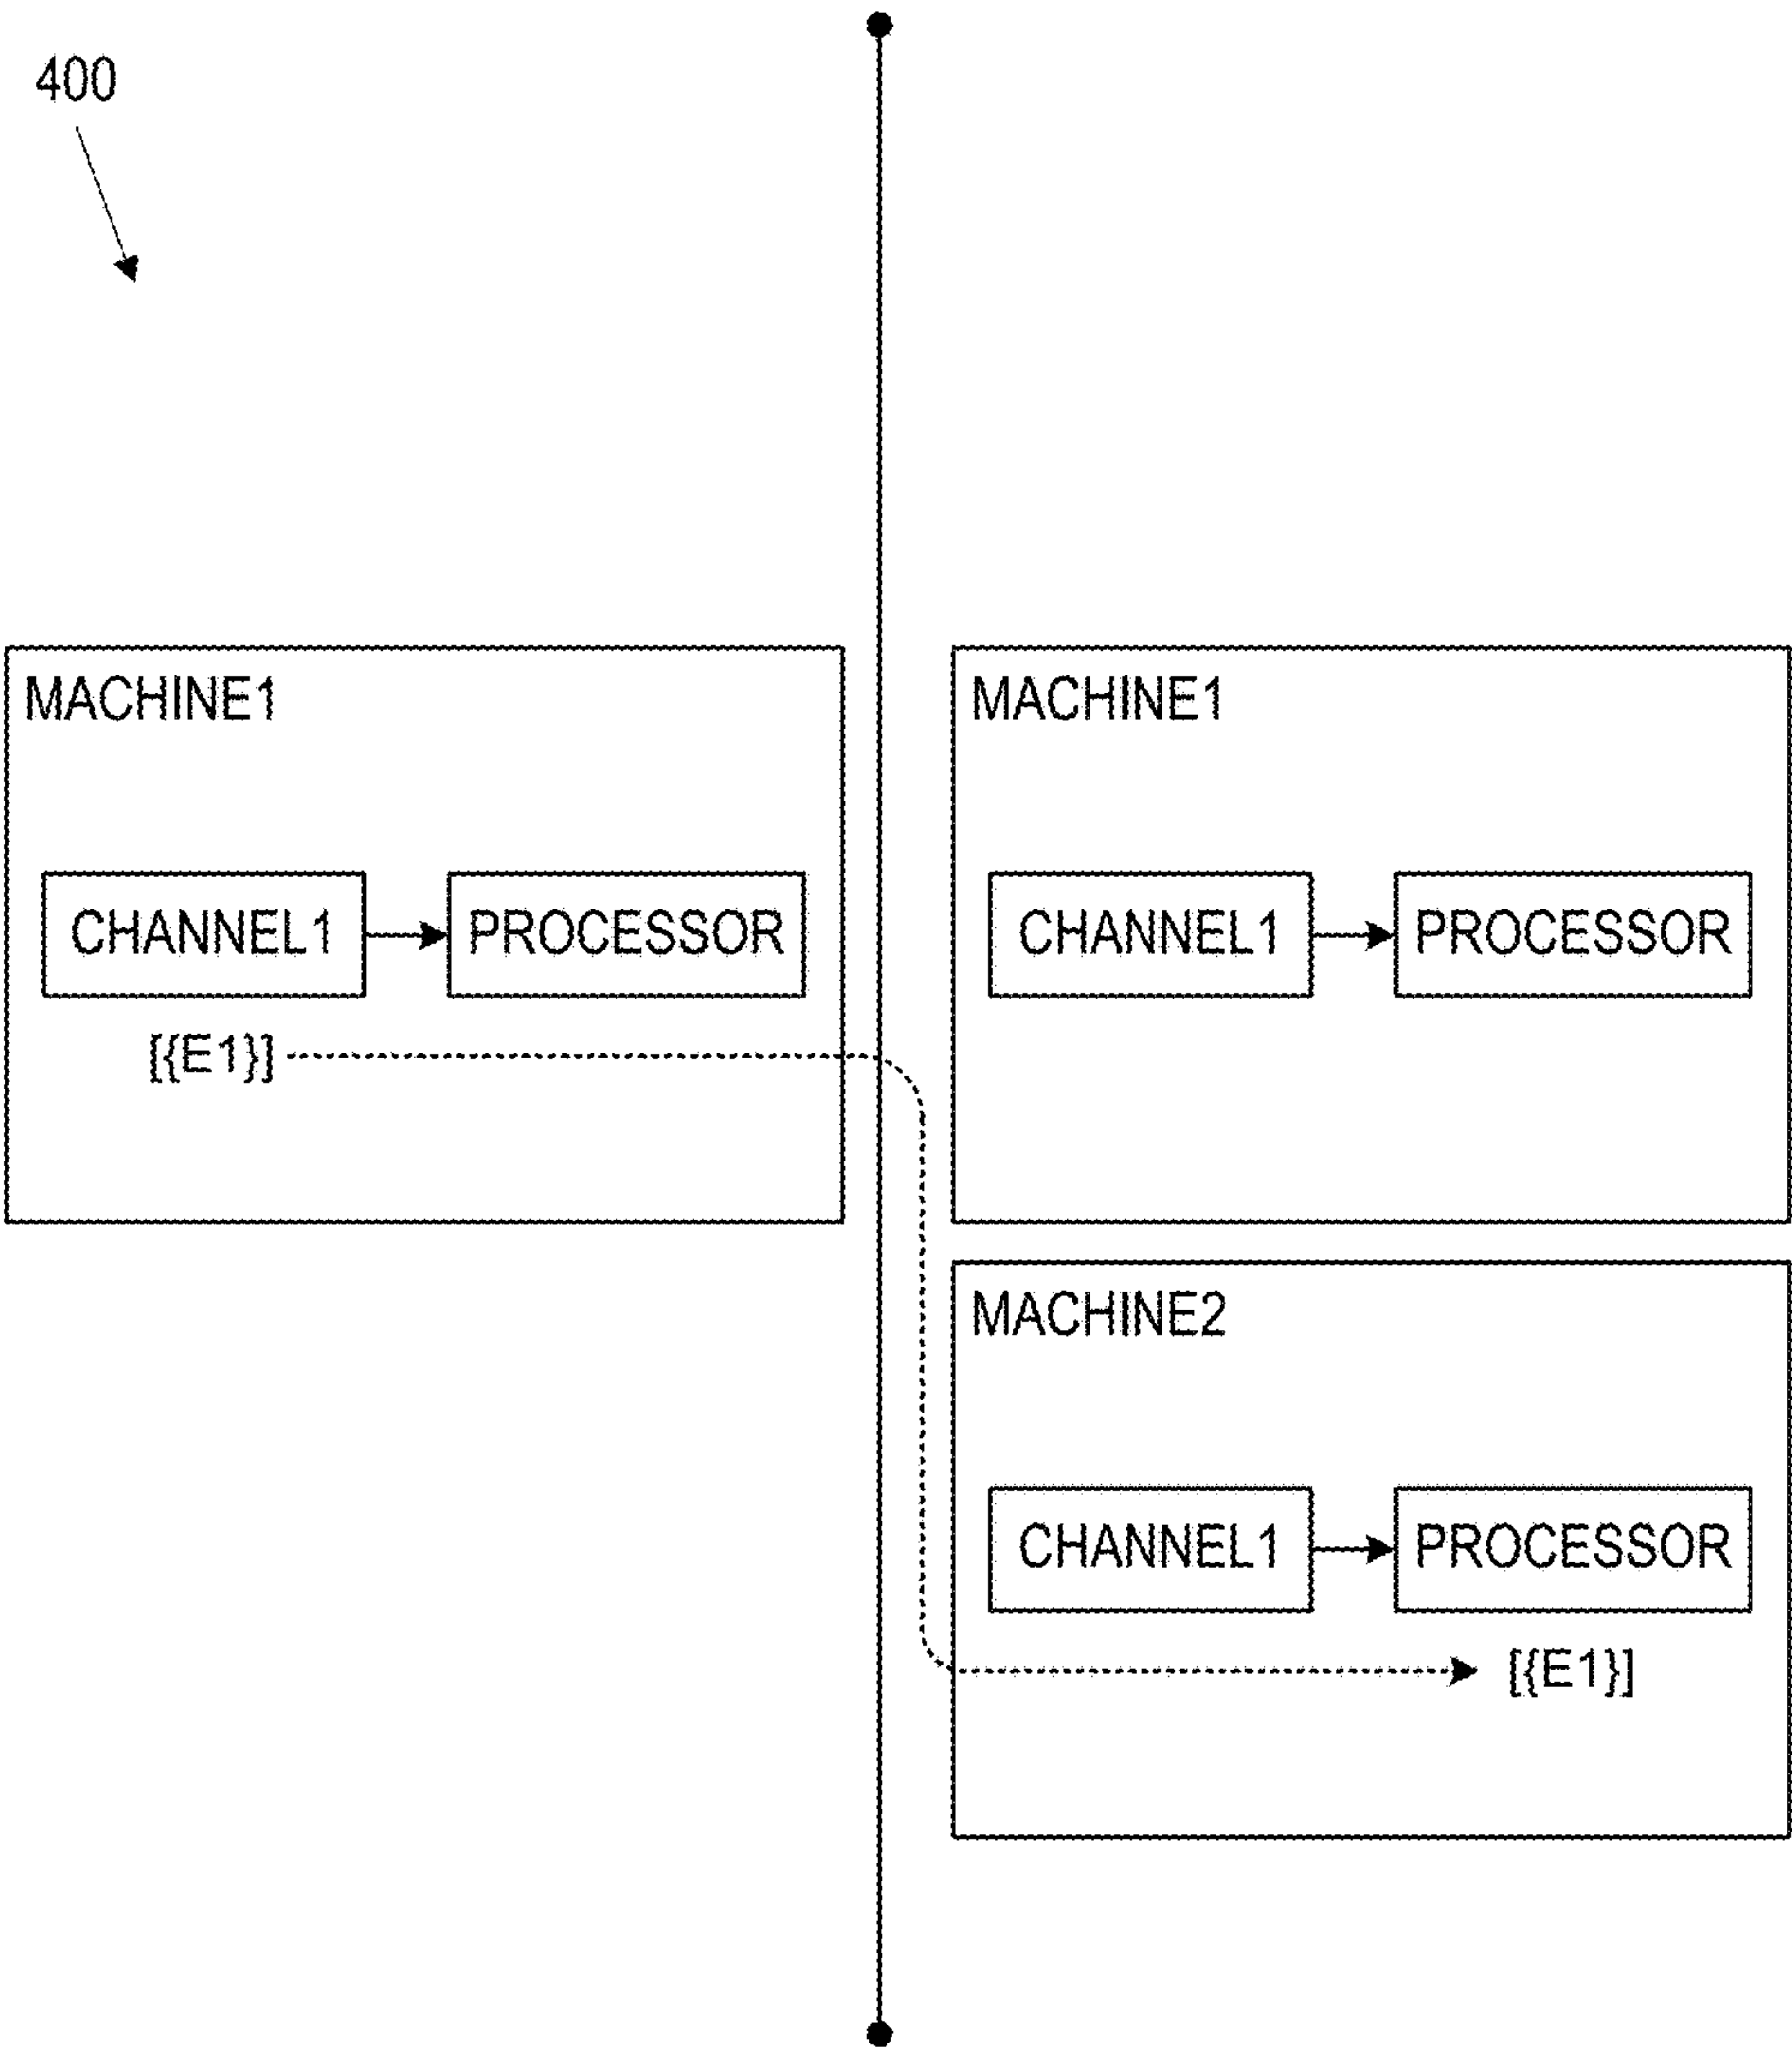 400
MACHINE1
CHANNEL1
PROCESSOR
[{E1}]
MACHINE1
CHANNEL1
PROCESSOR
MACHINE2
CHANNEL1
PROCESSOR
[{E1}]